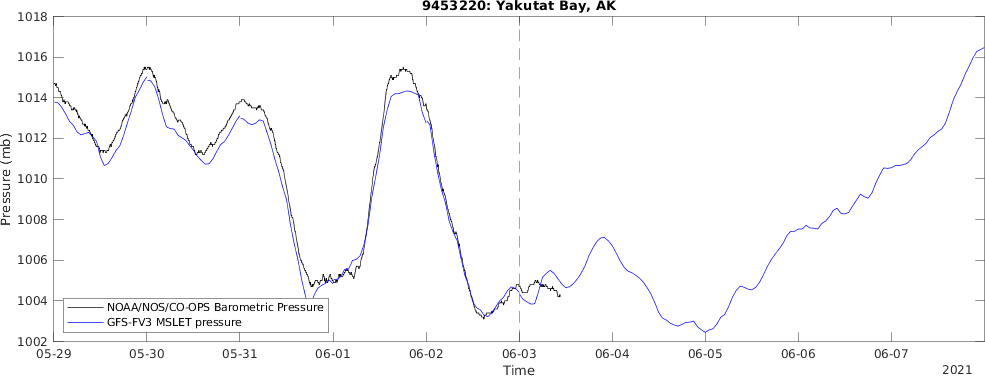 9453220: Yakutat Bay, AK
1018
1016
1014
1012
1010
1008
1006
1004
1002
Pressure (mb)
NOAA/NOS/CO-OPS Barometric Pressure
GFS-FV3 MSLET pressure
05-29 05-30 05-31 06-01 06-02 06-03 06-04 06-05 06-06 06-07
Time
2021